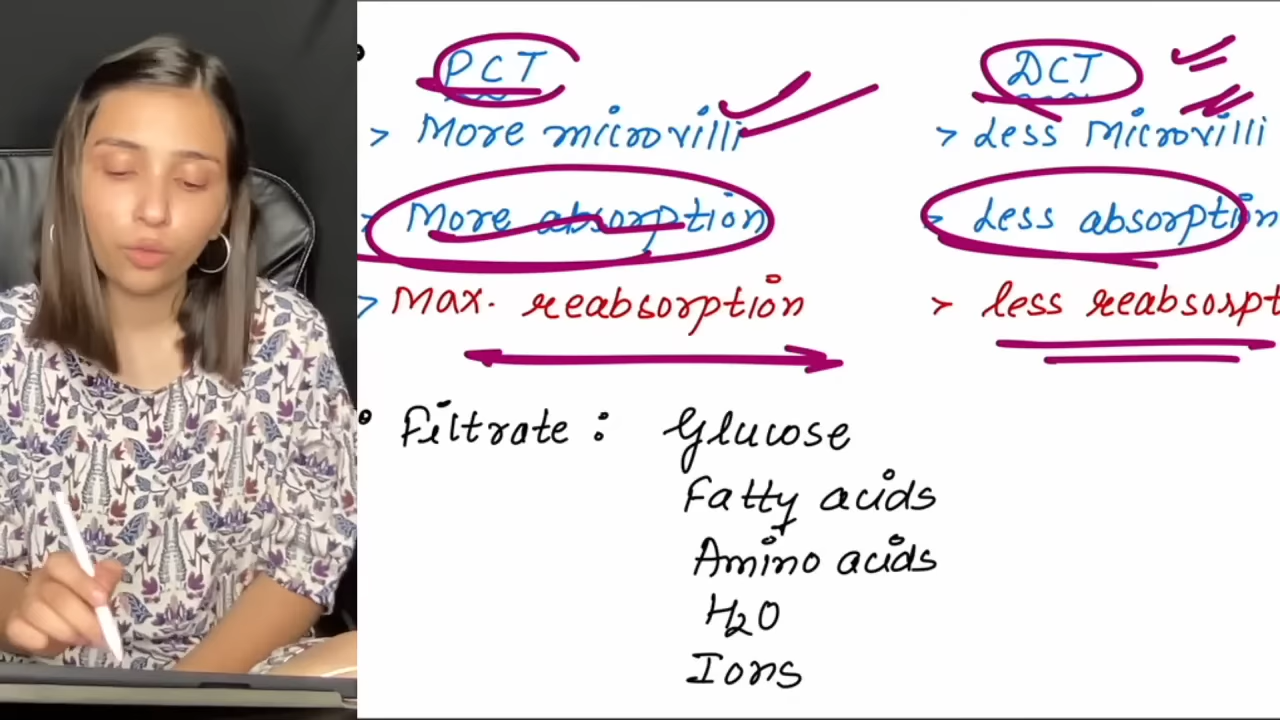 PCT DCT
> More microvilli > Less Microvilli
> More absorption > Less absorption
> Max. reabsorption > less reabsorpt
• Filtrate : Glucose
Fatty acids
Amino acids
H2O
Ions